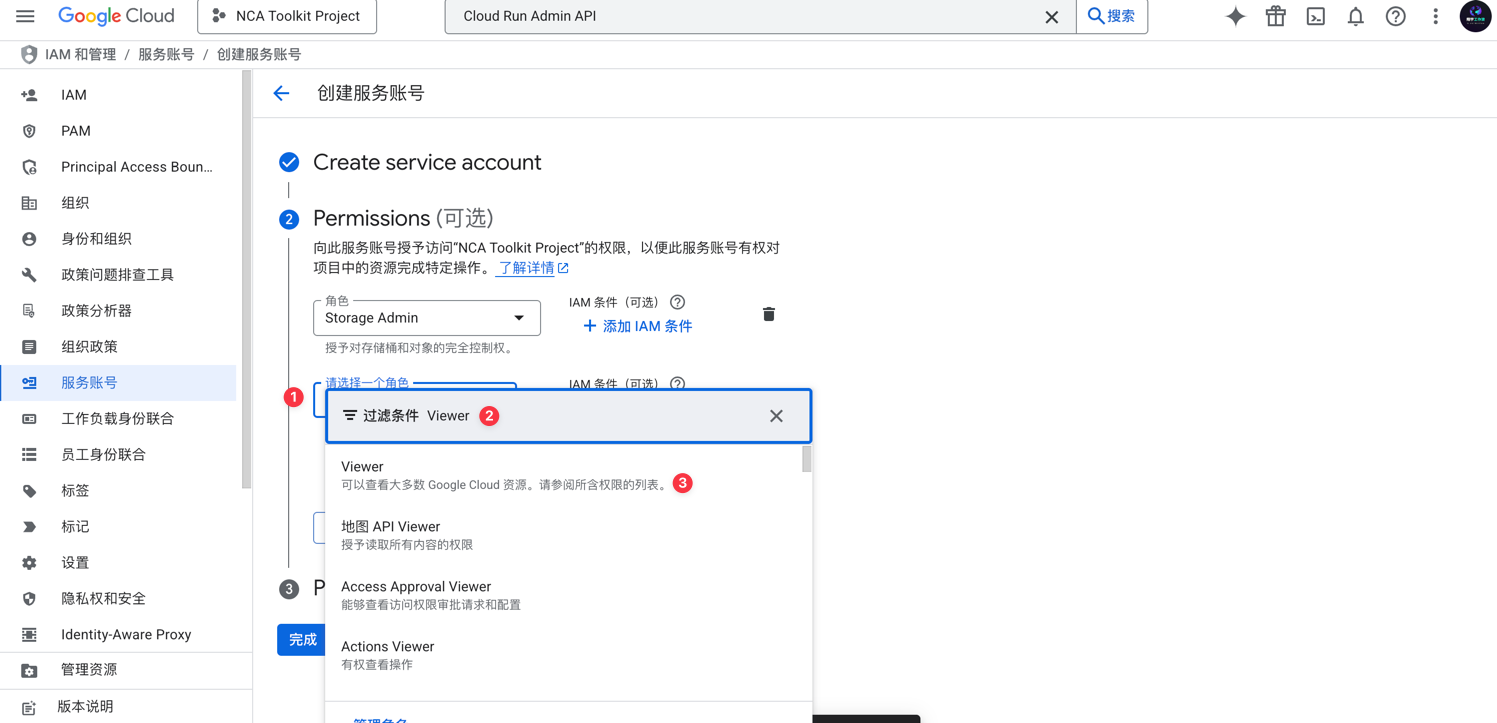 Google Cloud
NCA Toolkit Project
Cloud Run Admin API
搜索
IAM 和管理 / 服务账号 / 创建服务账号
IAM
PAM
Principal Access Boun...
组织
身份和组织
政策问题排查工具
政策分析器
组织政策
服务账号
工作负载身份联合
员工身份联合
标签
标记
设置
隐私权和安全
Identity-Aware Proxy
管理资源
版本说明
创建服务账号
Create service account
2 Permissions (可选)
向此服务账号授予访问“NCA Toolkit Project”的权限，以便此服务账号有权对
项目中的资源完成特定操作。了解详情
角色
Storage Admin
IAM 条件（可选）
+ 添加 IAM 条件
授予对存储桶和对象的完全控制权。
请选择一个角色
IAM 条件（可选）
1
过滤条件 Viewer 2
Viewer
可以查看大多数 Google Cloud 资源。请参阅所含权限的列表。 3
地图 API Viewer
授予读取所有内容的权限
Access Approval Viewer
能够查看访问权限审批请求和配置
Actions Viewer
有权查看操作
管理角色
3 P
完成